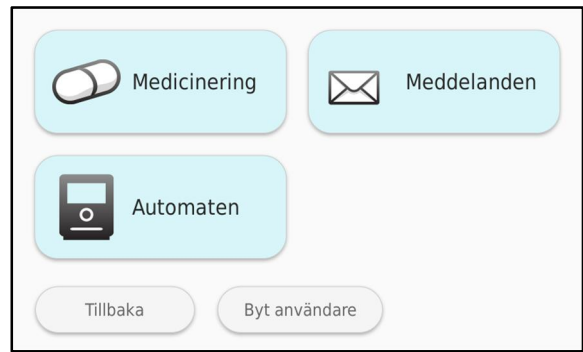 Medicinering
Meddelanden
Automaten
Tillbaka
Byt användare